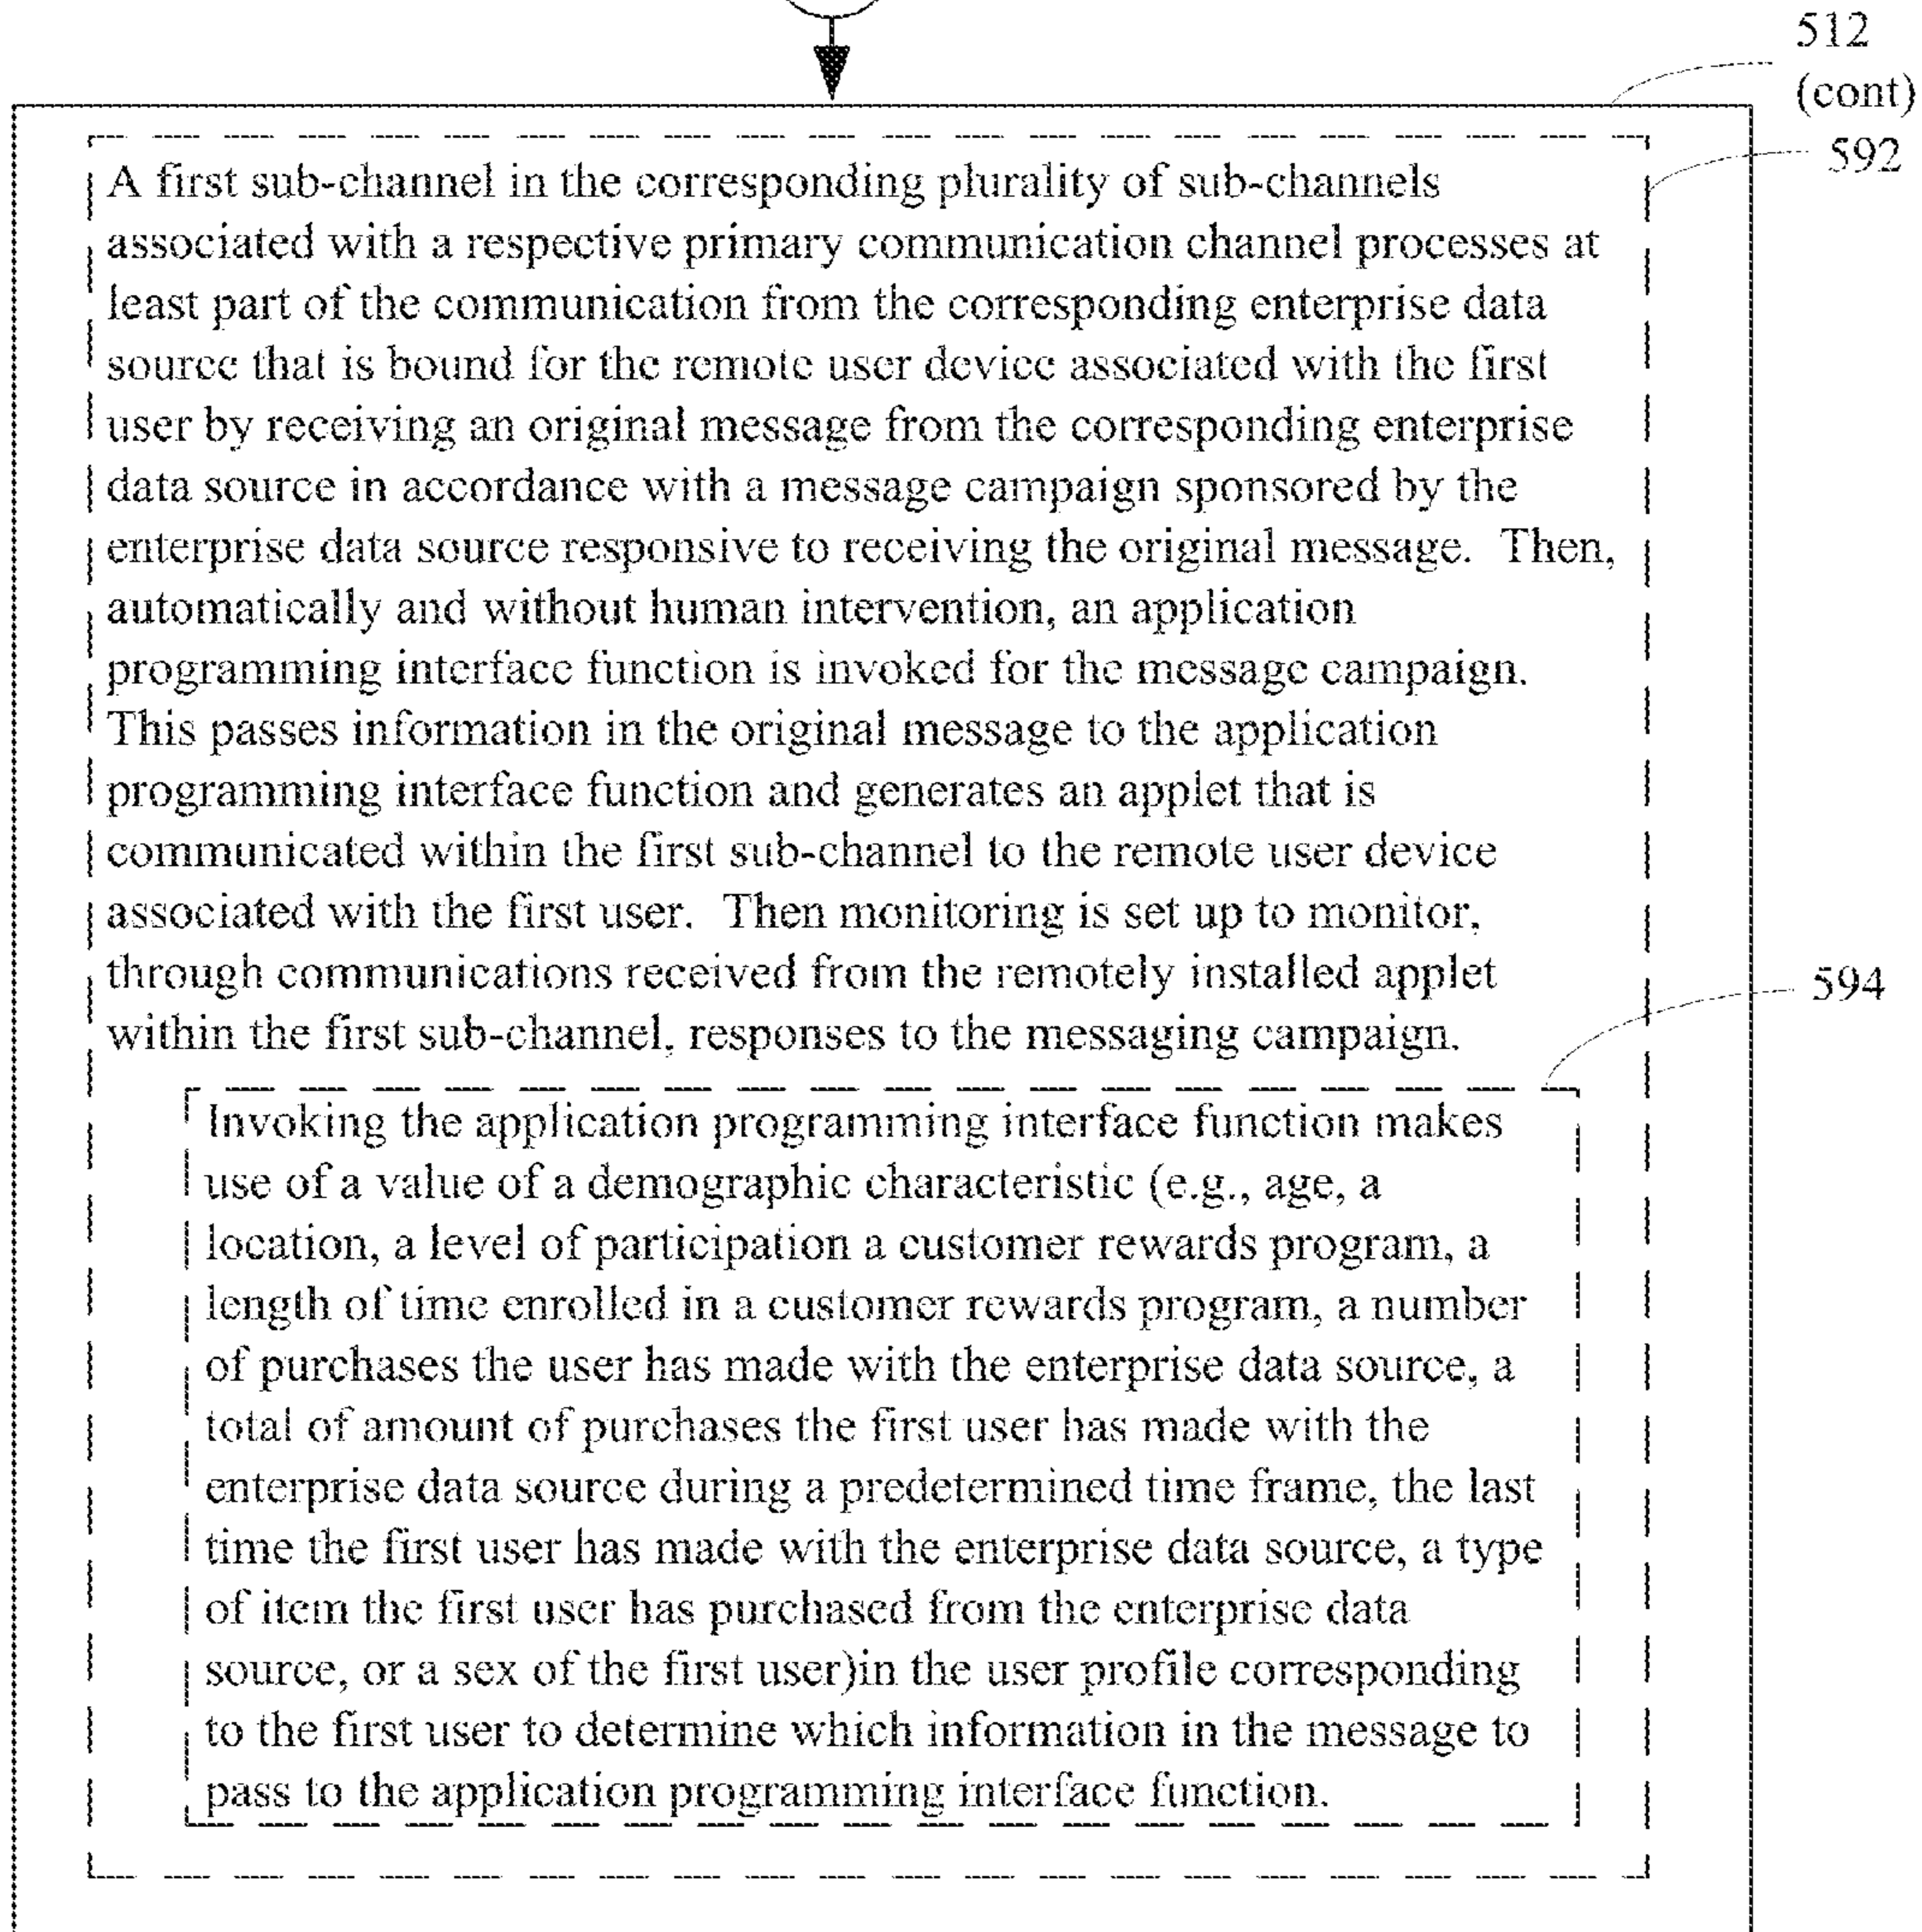 512
(cont)
592
A first sub-channel in the corresponding plurality of sub-channels
associated with a respective primary communication channel processes at
least part of the communication from the corresponding enterprise data
source that is bound for the remote user device associated with the first
user by receiving an original message from the corresponding enterprise
data source in accordance with a message campaign sponsored by the
enterprise data source responsive to receiving the original message.  Then,
automatically and without human intervention, an application
programming interface function is invoked for the message campaign.
This passes information in the original message to the application
programming interface function and generates an applet that is
communicated within the first sub-channel to the remote user device
associated with the first user.  Then monitoring is set up to monitor,
through communications received from the remotely installed applet
within the first sub-channel, responses to the messaging campaign.
594
Invoking the application programming interface function makes
use of a value of a demographic characteristic (e.g., age, a
location, a level of participation a customer rewards program, a
length of time enrolled in a customer rewards program, a number
of purchases the user has made with the enterprise data source, a
total of amount of purchases the first user has made with the
enterprise data source during a predetermined time frame, the last
time the first user has made with the enterprise data source, a type
of item the first user has purchased from the enterprise data
source, or a sex of the first user)in the user profile corresponding
to the first user to determine which information in the message to
pass to the application programming interface function.